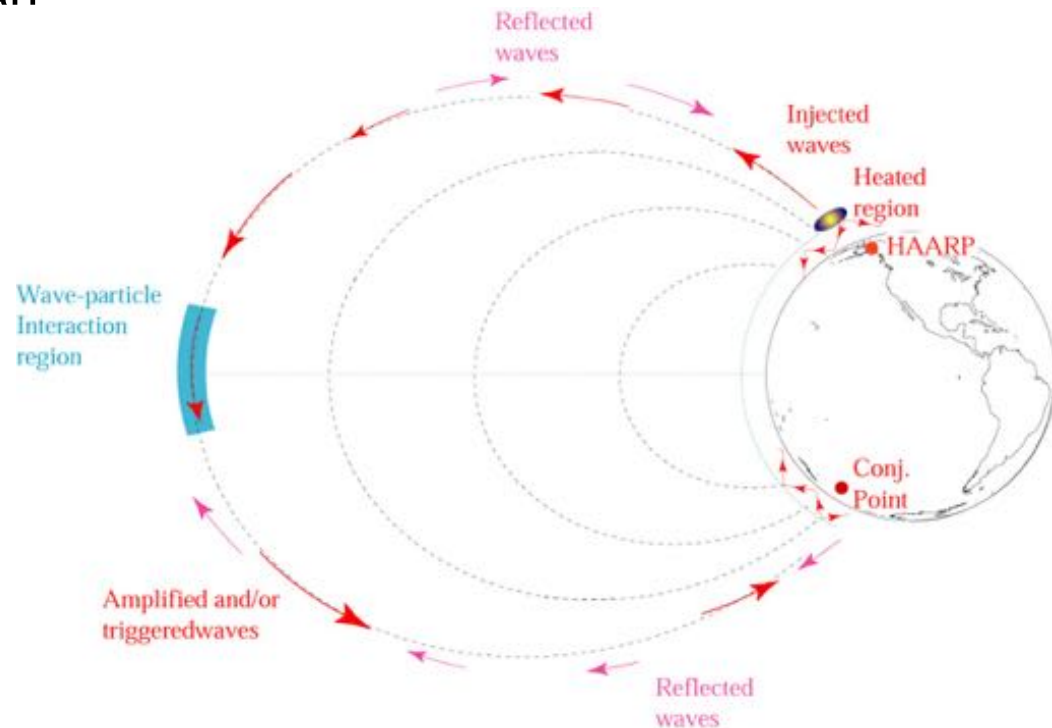 Reflected
waves
Injected
waves
Heated
region
HAARP
Wave-particle
Interaction
region
Conj.
Point
Amplified and/or
triggeredwaves
Reflected
waves